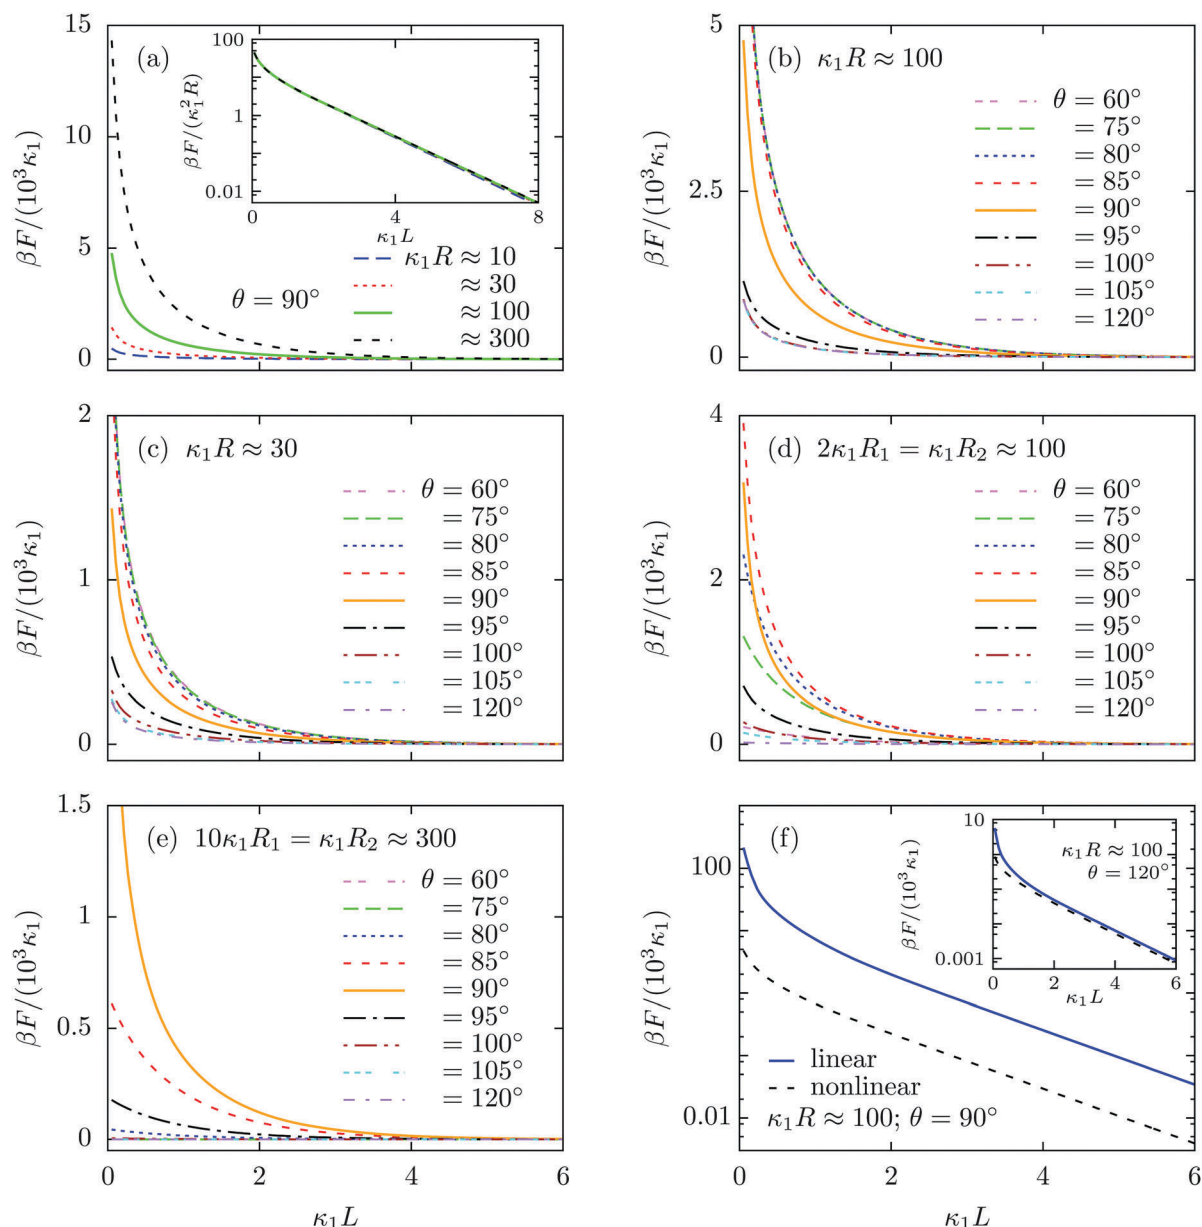 (a)
βF/(10³κ₁)
15
10
5
0
βF/(κ₁²R)
100
1
0.01
0
4
8
κ₁L
θ = 90°
κ₁R ≈ 10
≈ 30
≈ 100
≈ 300
(b) κ₁R ≈ 100
βF/(10³κ₁)
5
2.5
0
θ = 60°
= 75°
= 80°
= 85°
= 90°
= 95°
= 100°
= 105°
= 120°
0
2
4
6
(c) κ₁R ≈ 30
βF/(10³κ₁)
2
1
0
θ = 60°
= 75°
= 80°
= 85°
= 90°
= 95°
= 100°
= 105°
= 120°
(d) 2κ₁R₁ = κ₁R₂ ≈ 100
βF/(10³κ₁)
4
2
0
θ = 60°
= 75°
= 80°
= 85°
= 90°
= 95°
= 100°
= 105°
= 120°
(e) 10κ₁R₁ = κ₁R₂ ≈ 300
βF/(10³κ₁)
1.5
1
0.5
0
θ = 60°
= 75°
= 80°
= 85°
= 90°
= 95°
= 100°
= 105°
= 120°
0
2
4
6
κ₁L
(f)
βF/(10³κ₁)
100
0.01
βF/(10³κ₁)
10
0.001
κ₁R ≈ 100
θ = 120°
0
2
4
6
κ₁L
linear
nonlinear
κ₁R ≈ 100; θ = 90°
0
2
4
6
κ₁L